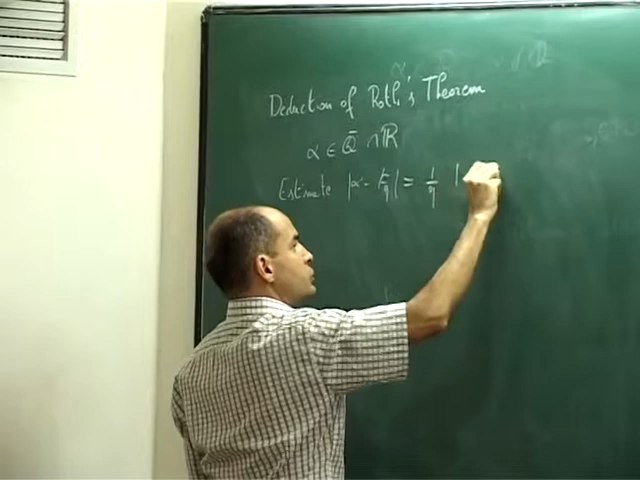 Deduction of Roth's Theorem
α ∈ Q̄ ∩ ℝ
Estimate |α - p/q| = 1/q |